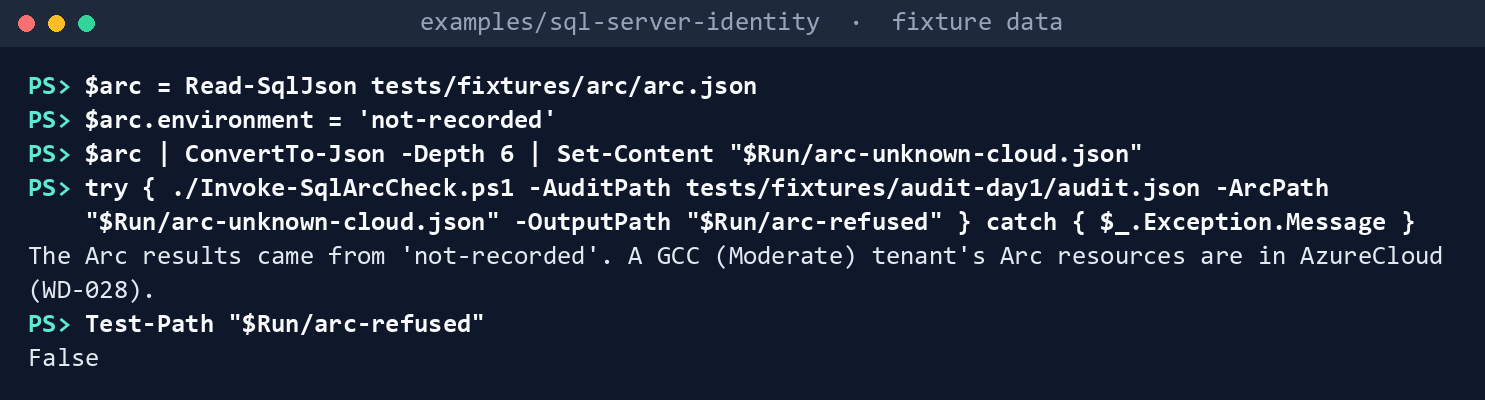 examples/sql-server-identity · fixture data
PS> $arc = Read-SqlJson tests/fixtures/arc/arc.json
PS> $arc.environment = 'not-recorded'
PS> $arc | ConvertTo-Json -Depth 6 | Set-Content "$Run/arc-unknown-cloud.json"
PS> try { ./Invoke-SqlArcCheck.ps1 -AuditPath tests/fixtures/audit-day1/audit.json -ArcPath
"$Run/arc-unknown-cloud.json" -OutputPath "$Run/arc-refused" } catch { $_.Exception.Message }
The Arc results came from 'not-recorded'. A GCC (Moderate) tenant's Arc resources are in AzureCloud
(WD-028).
PS> Test-Path "$Run/arc-refused"
False